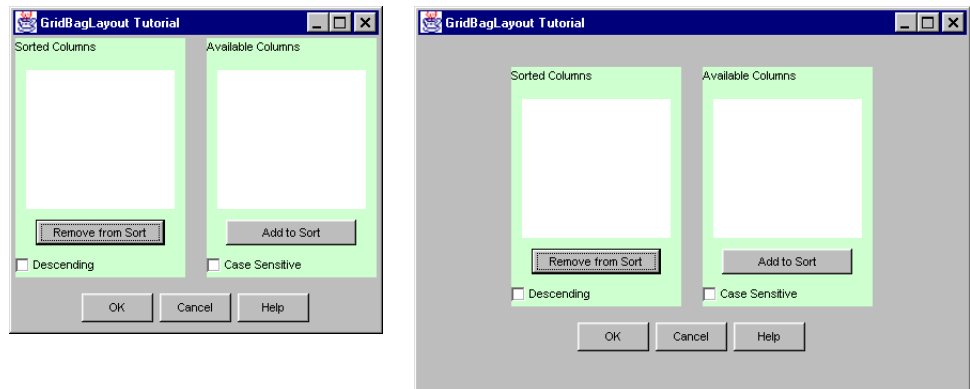 GridBagLayout Tutorial
Sorted Columns Available Columns
Remove from Sort Add to Sort
Descending Case Sensitive
OK Cancel Help
GridBagLayout Tutorial
Sorted Columns Available Columns
Remove from Sort Add to Sort
Descending Case Sensitive
OK Cancel Help